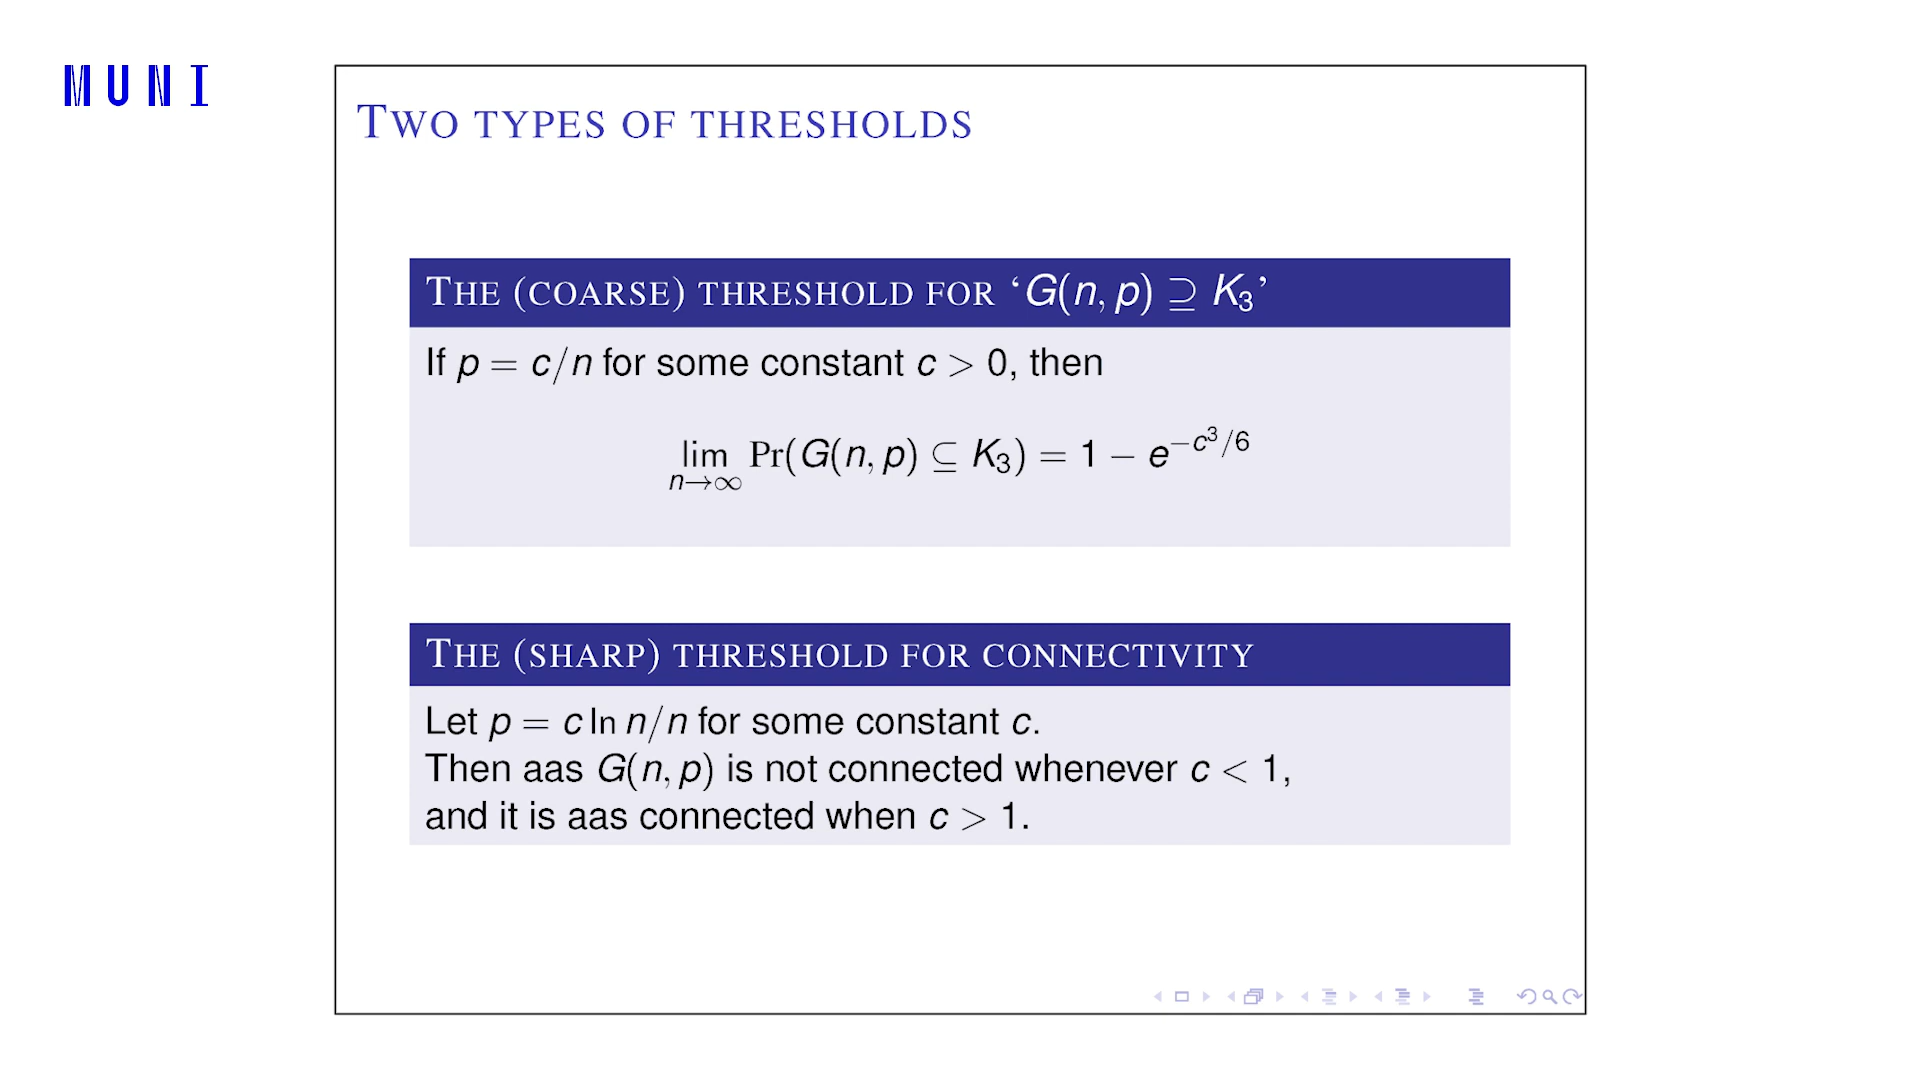 MUNI
TWO TYPES OF THRESHOLDS
THE (COARSE) THRESHOLD FOR ‘G(n, p) ⊇ K₃’
If p = c/n for some constant c > 0, then
lim Pr(G(n, p) ⊆ K₃) = 1 − e^{−c³/6}
n→∞
THE (SHARP) THRESHOLD FOR CONNECTIVITY
Let p = c ln n/n for some constant c.
Then aas G(n, p) is not connected whenever c < 1,
and it is aas connected when c > 1.